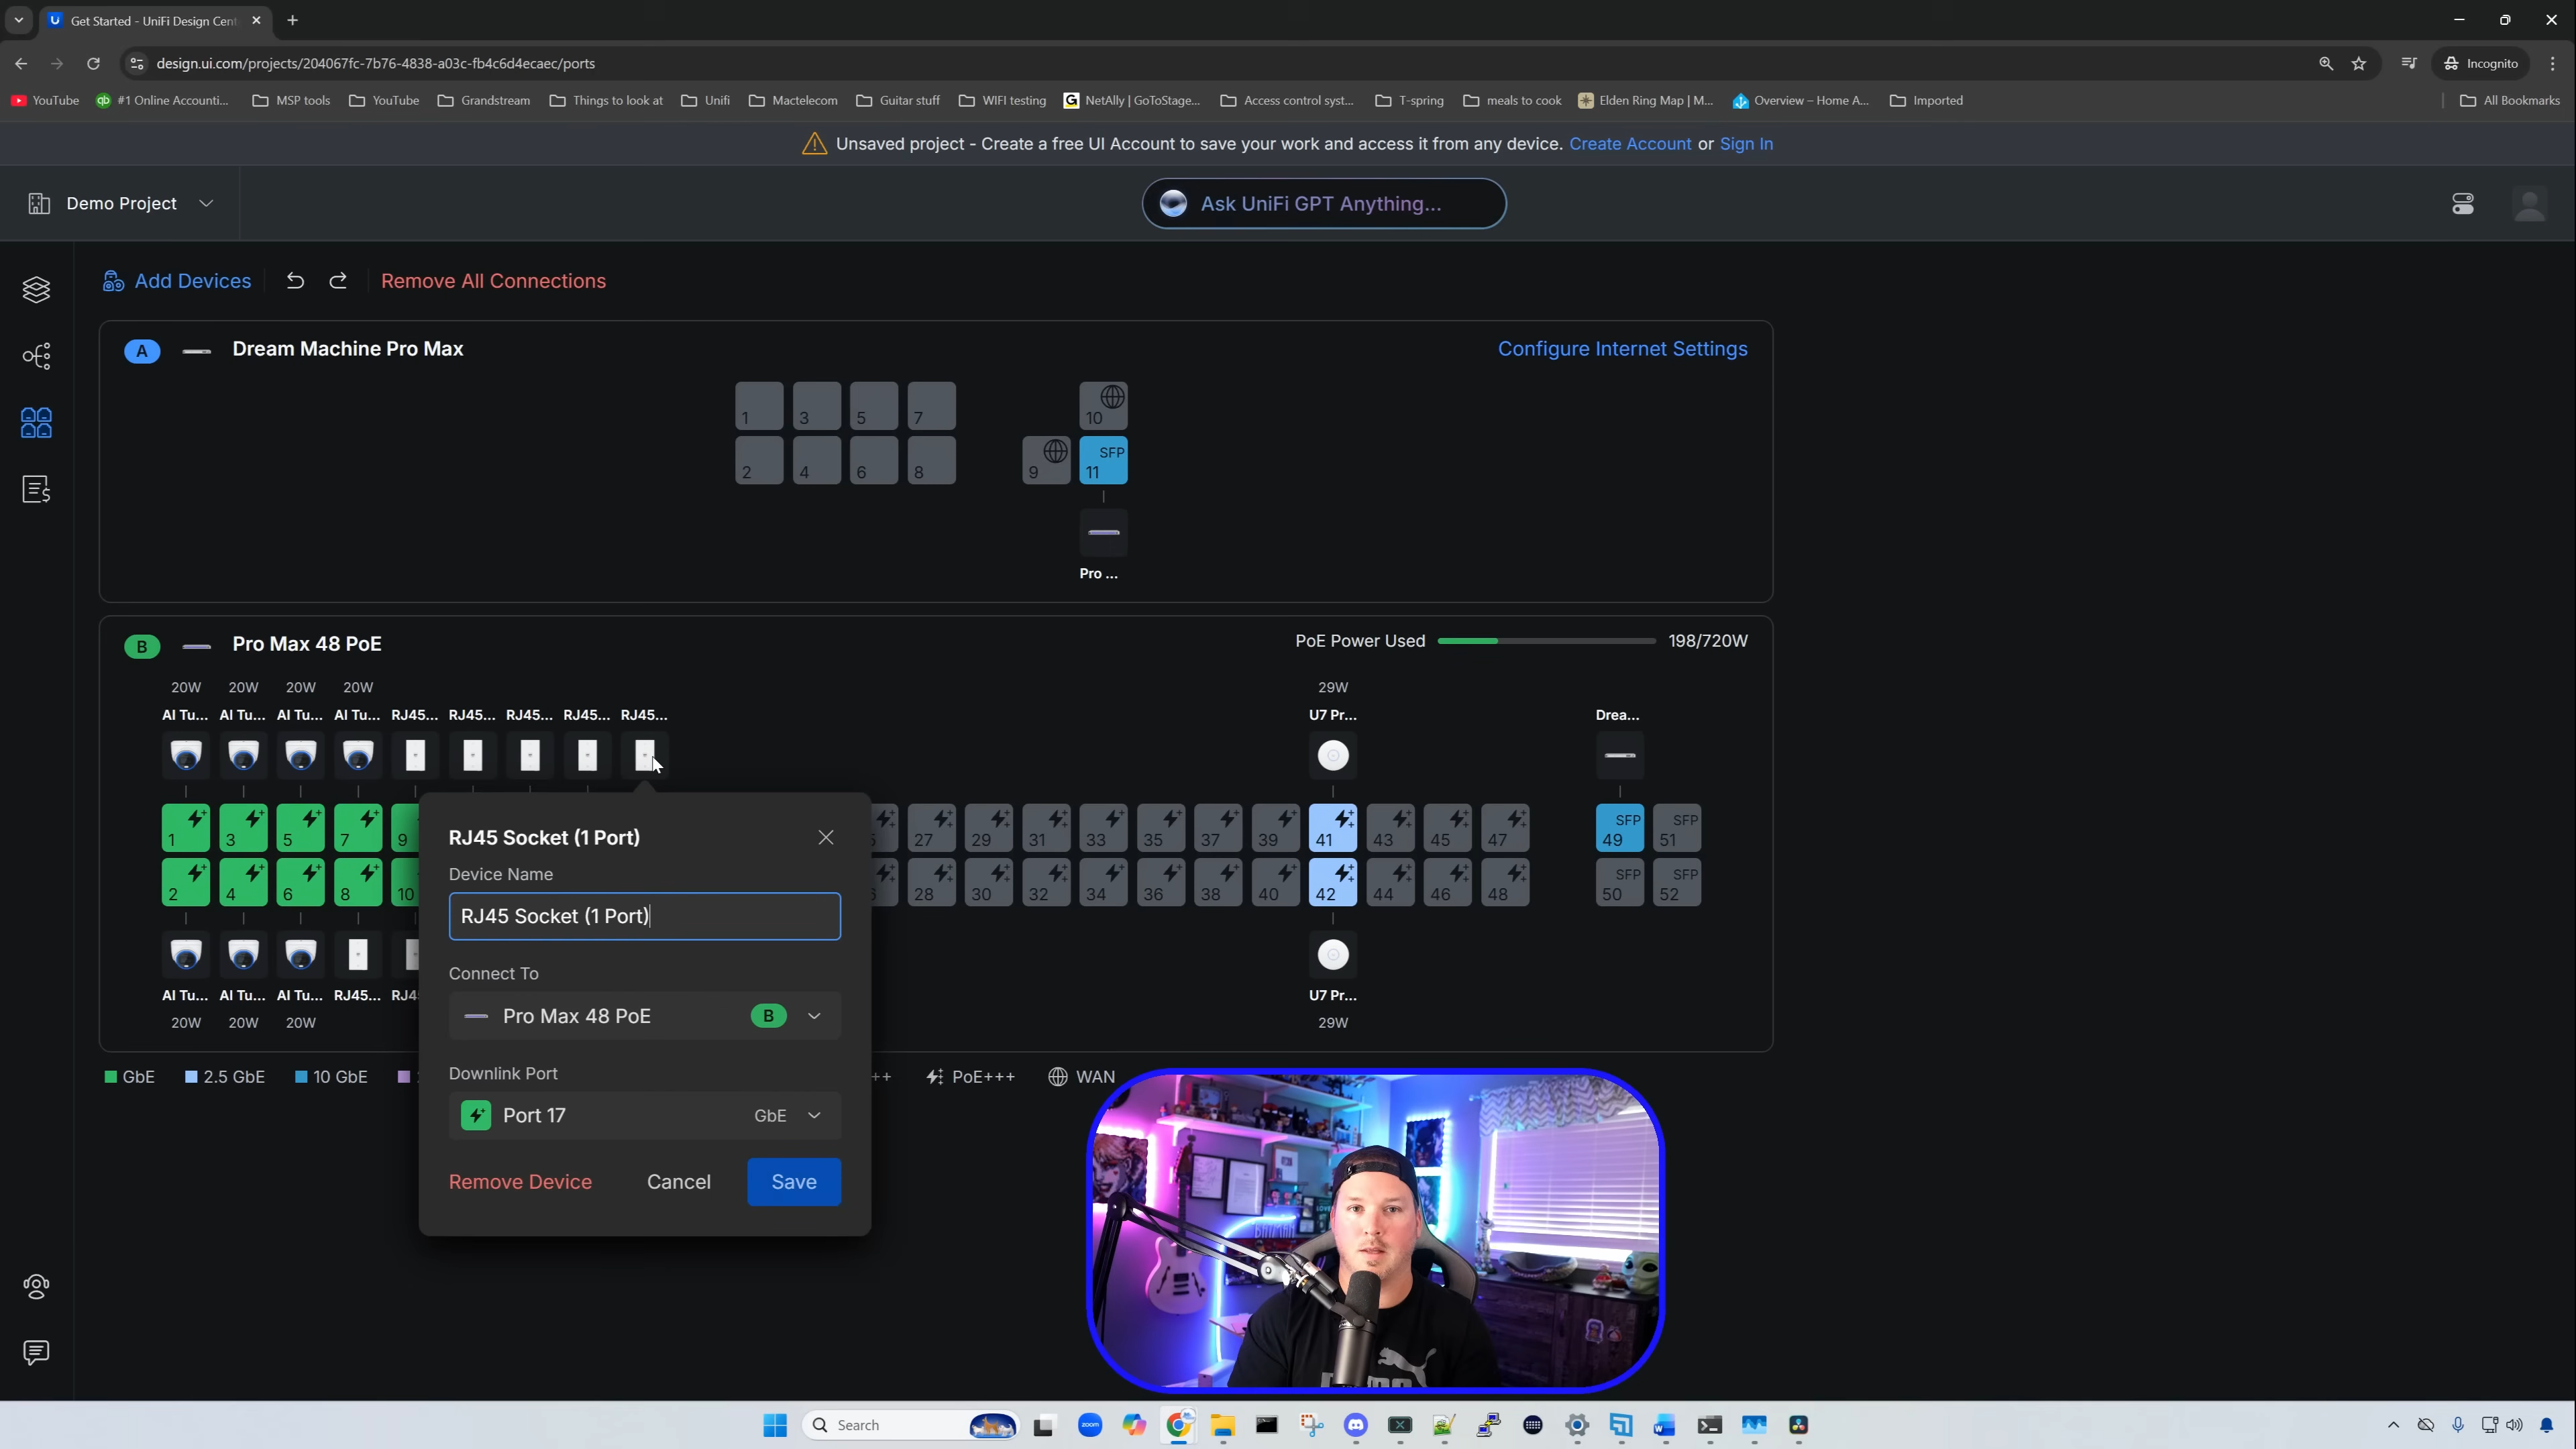 Get Started - UniFi Design Cent
design.ui.com/projects/204067fc-7b76-4838-a03c-fb4c6d4ecaec/ports
Incognito
YouTube
#1 Online Accounti...
MSP tools
YouTube
Grandstream
Things to look at
Unifi
Mactelecom
Guitar stuff
WIFI testing
NetAlly | GoToStage...
Access control syst...
T-spring
meals to cook
Elden Ring Map | M...
Overview – Home A...
Imported
All Bookmarks
Unsaved project - Create a free UI Account to save your work and access it from any device. Create Account or Sign In
Demo Project
Ask UniFi GPT Anything...
Add Devices
Remove All Connections
A Dream Machine Pro Max
Configure Internet Settings
1 3 5 7 10
2 4 6 8 9 SFP 11
Pro ...
B Pro Max 48 PoE
PoE Power Used 198/720W
20W 20W 20W 20W 29W
AI Tu... AI Tu... AI Tu... AI Tu... RJ45... RJ45... RJ45... RJ45... RJ45... U7 Pr... Drea...
1 3 5 7 9 27 29 31 33 35 37 39 41 43 45 47 SFP 49 SFP 51
2 4 6 8 10 28 30 32 34 36 38 40 42 44 46 48 SFP 50 SFP 52
AI Tu... AI Tu... AI Tu... RJ45... RJ4 U7 Pr...
20W 20W 20W 29W
GbE 2.5 GbE 10 GbE ++ PoE+++ WAN
RJ45 Socket (1 Port)
Device Name
RJ45 Socket (1 Port)
Connect To
Pro Max 48 PoE B
Downlink Port
Port 17 GbE
Remove Device
Cancel
Save
Search
zoom